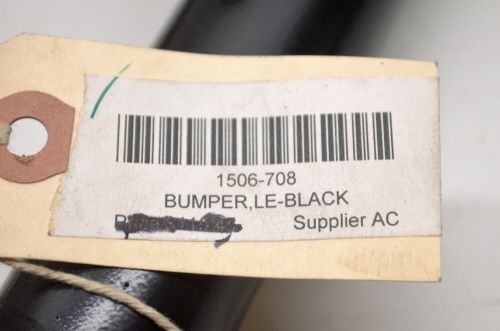 1506-708
BUMPER,LE-BLACK
Supplier AC